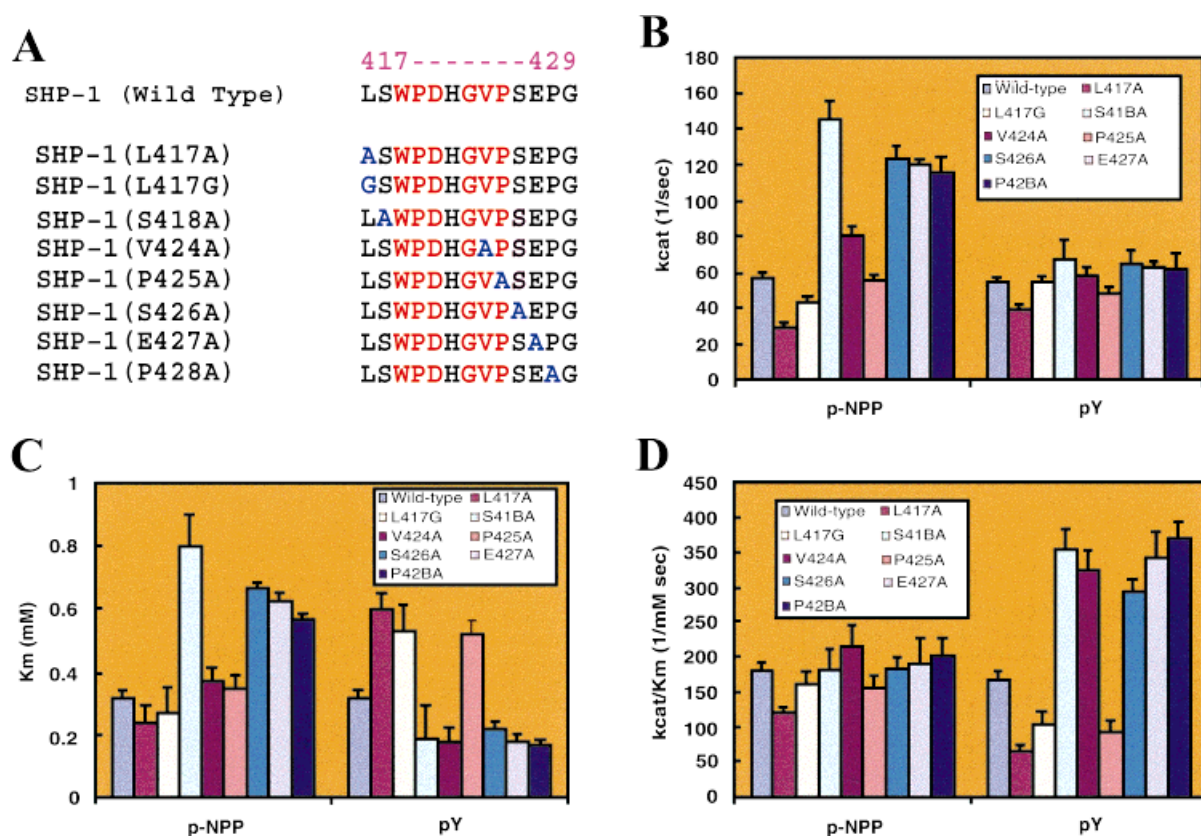 A
417-------429
SHP-1 (Wild Type) LSWPDHGVPSEPG
SHP-1(L417A) ASWPDHGVPSEPG
SHP-1(L417G) GSWPDHGVPSEPG
SHP-1(S418A) LAWPDHGVPSEPG
SHP-1(V424A) LSWPDHGAPSEPG
SHP-1(P425A) LSWPDHGVASEPG
SHP-1(S426A) LSWPDHGVPAEPG
SHP-1(E427A) LSWPDHGVPSAPG
SHP-1(P428A) LSWPDHGVPSEAG
B
kcat (1/sec)
180
160
140
120
100
80
60
40
20
0
Wild-type L417A
L417G S41BA
V424A P425A
S426A E427A
P42BA
p-NPP pY
C
Km (mM)
1
0.8
0.6
0.4
0.2
0
Wild-type L417A
L417G S41BA
V424A P425A
S426A E427A
P42BA
p-NPP pY
D
kcat/Km (1/mM sec)
450
400
350
300
250
200
150
100
50
0
Wild-type L417A
L417G S41BA
V424A P425A
S426A E427A
P42BA
p-NPP pY